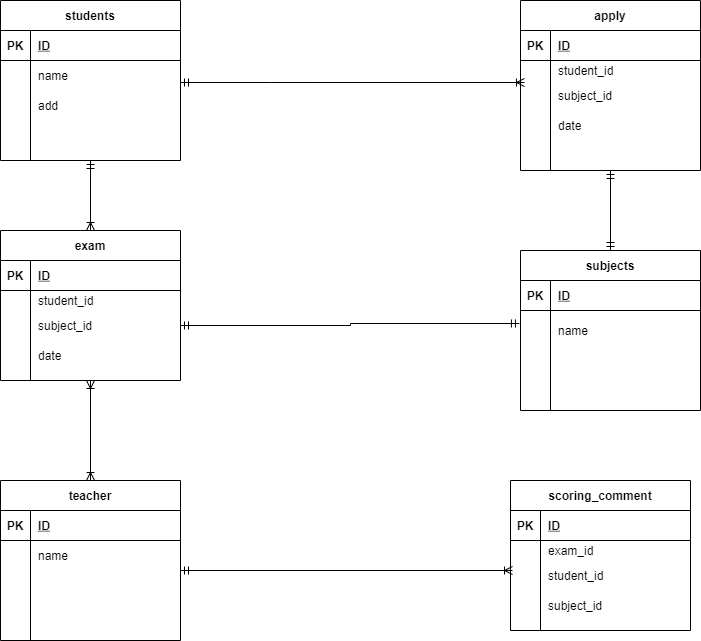 students
PK ID
name
add
apply
PK ID
student_id
subject_id
date
exam
PK ID
student_id
subject_id
date
subjects
PK ID
name
teacher
PK ID
name
scoring_comment
PK ID
exam_id
student_id
subject_id